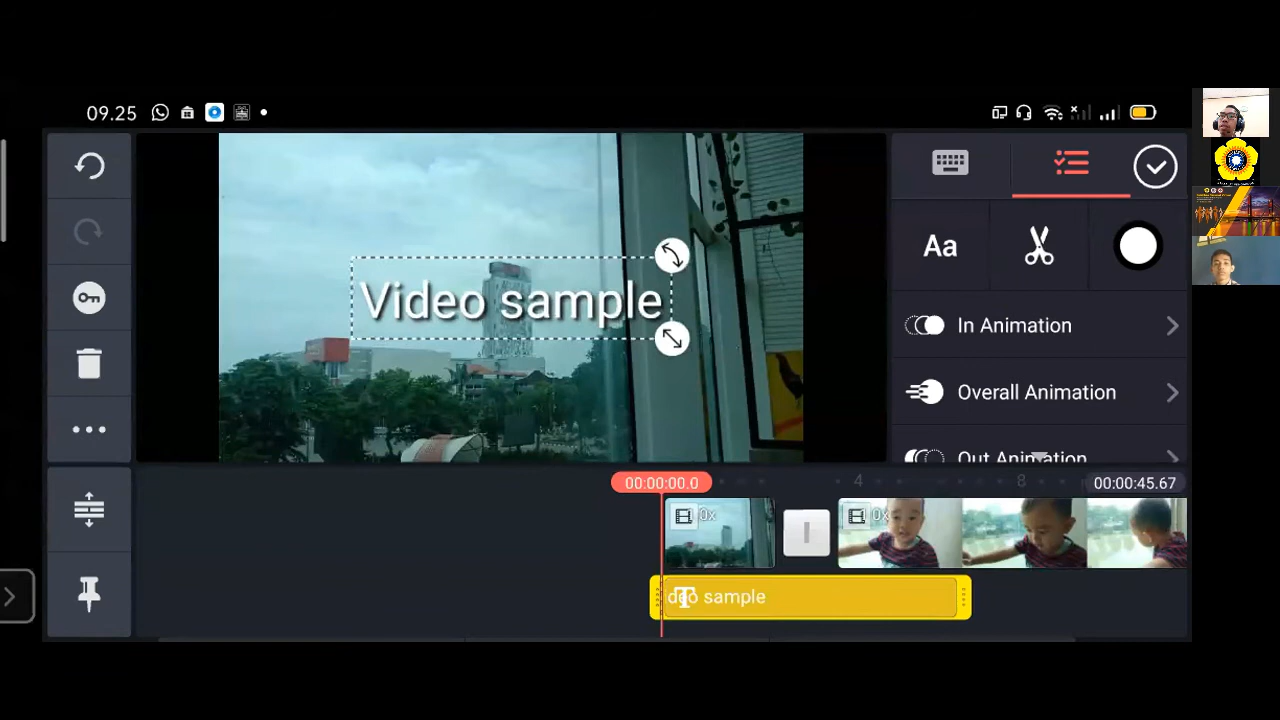 09.25
Video sample
Aa
In Animation
Overall Animation
Out Animation
00:00:00.0
4
8
00:00:45.67
0x
0x
deo sample